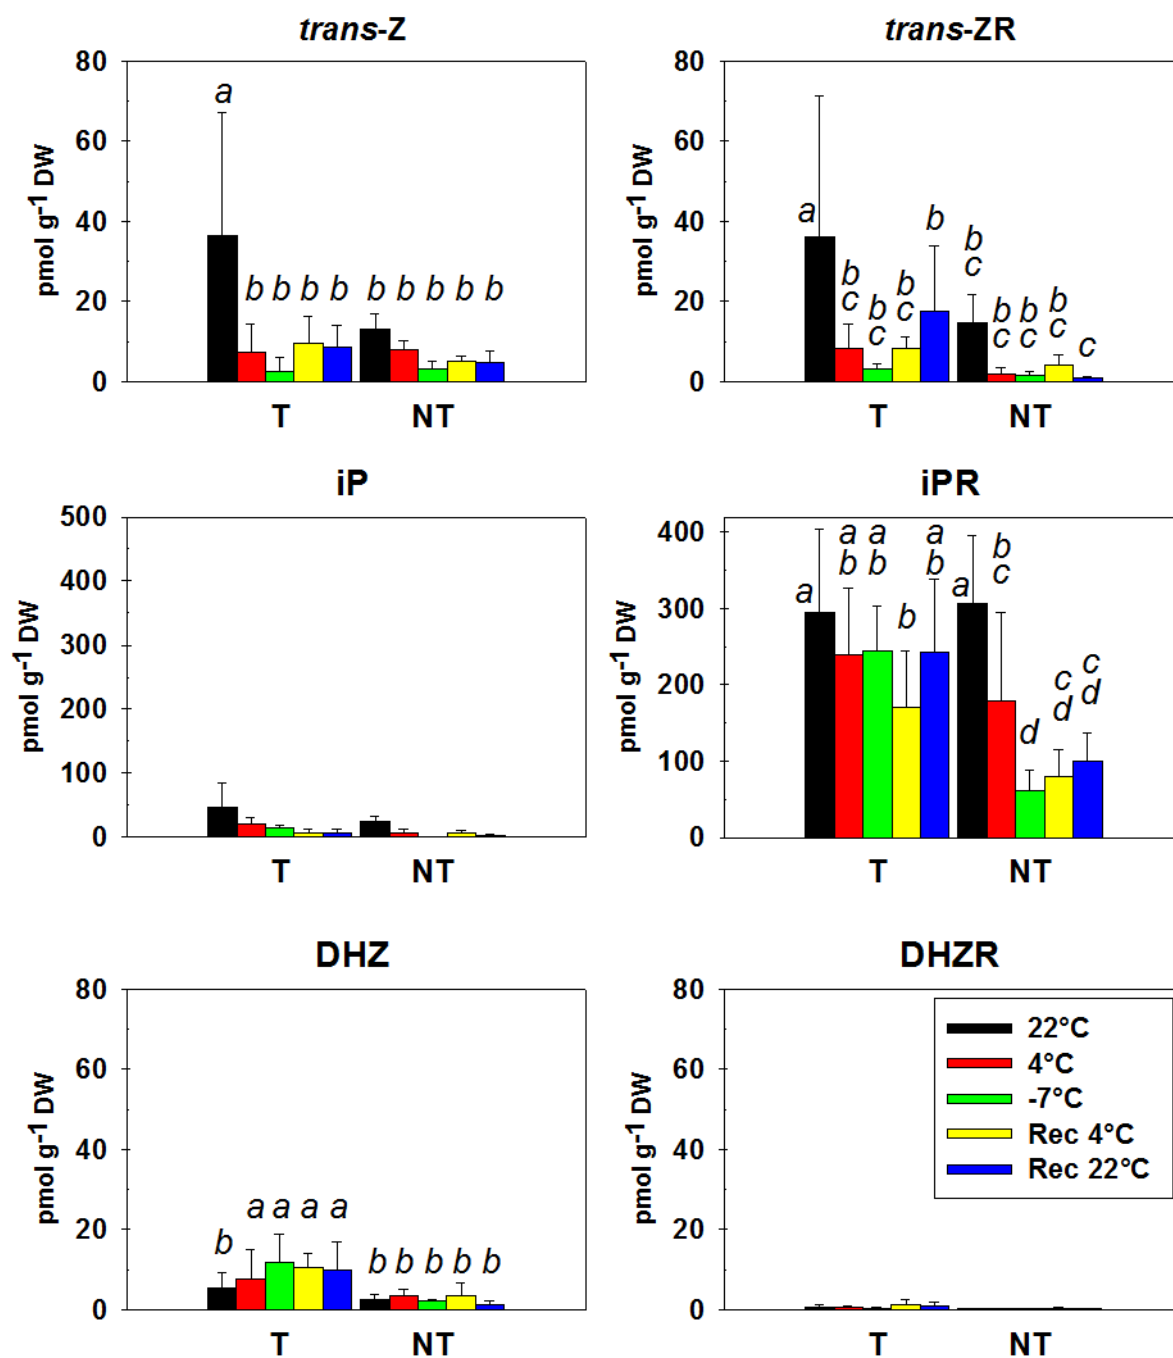 trans-Z
80
60
40
20
0
pmol g-1 DW
a
b b b b b b b b b
T NT
trans-ZR
80
60
40
20
0
pmol g-1 DW
a
b
c
b
c
b
c
b
b
c
b
c
b
c
b
c
c
T NT
iP
500
400
300
200
100
0
pmol g-1 DW
T NT
iPR
400
300
200
100
0
pmol g-1 DW
a
a
b
a
b
b
a
b
a
b
c
d
c
d
c
d
T NT
DHZ
80
60
40
20
0
pmol g-1 DW
b a a a a b b b b b
T NT
DHZR
80
60
40
20
0
pmol g-1 DW
22°C
4°C
-7°C
Rec 4°C
Rec 22°C
T NT